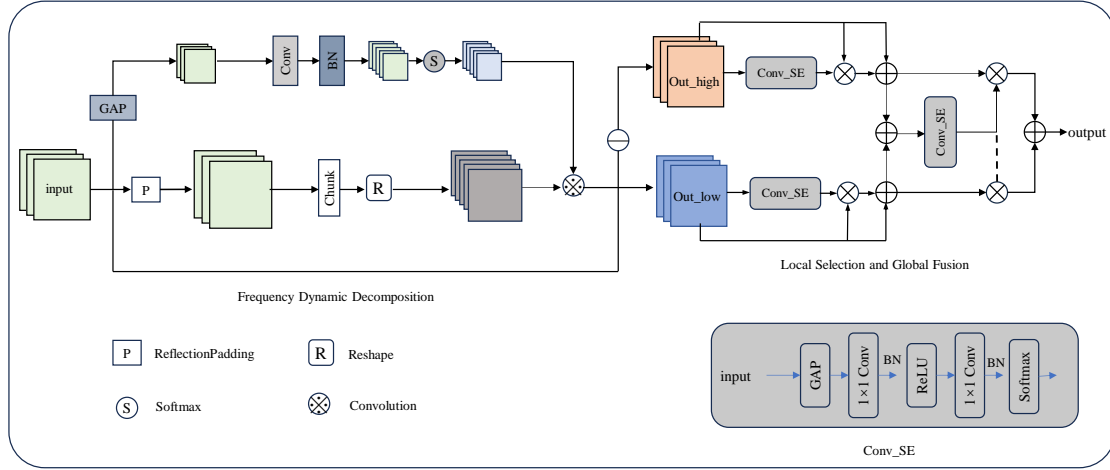 Conv
BN
S
GAP
Out_high
Conv_SE
Conv_SE
output
input
P
Chunk
R
Out_low
Conv_SE
Local Selection and Global Fusion
Frequency Dynamic Decomposition
P
ReflectionPadding
R
Reshape
S
Softmax
Convolution
input
GAP
1×1 Conv
BN
ReLU
1×1 Conv
BN
Softmax
Conv_SE